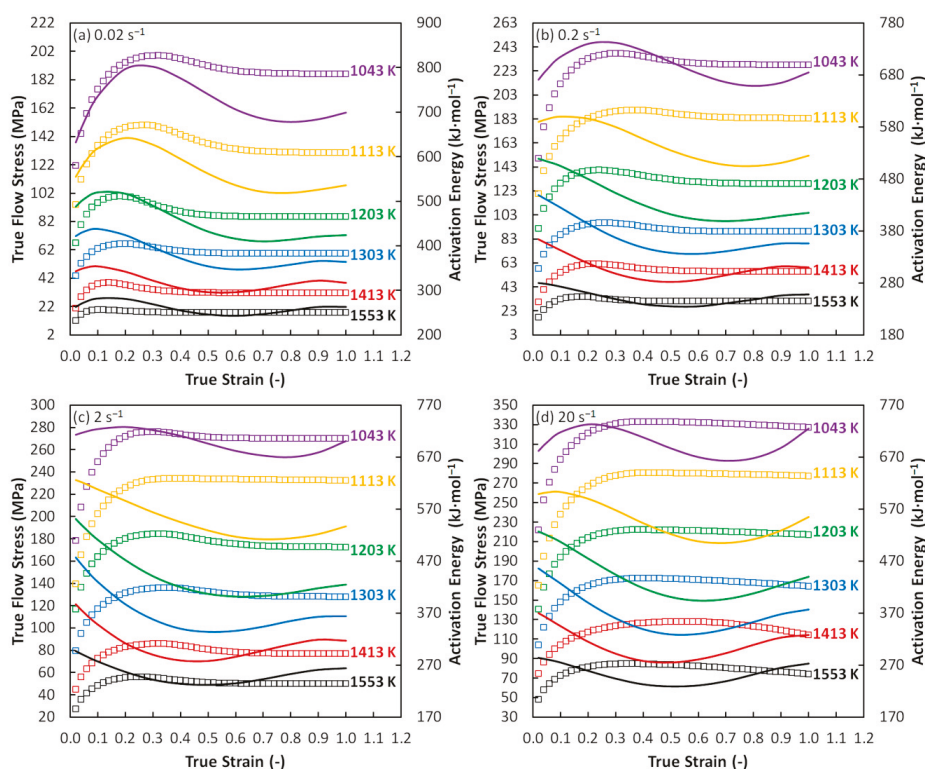 (a) 0.02 s⁻¹
True Flow Stress (MPa)
222
202
182
162
142
122
102
82
62
42
22
2
1043 K
1113 K
1203 K
1303 K
1413 K
1553 K
900
800
700
600
500
400
300
200
Activation Energy (kJ·mol⁻¹)
0.0 0.1 0.2 0.3 0.4 0.5 0.6 0.7 0.8 0.9 1.0 1.1 1.2
True Strain (-)
(b) 0.2 s⁻¹
True Flow Stress (MPa)
263
243
223
203
183
163
143
123
103
83
63
43
23
3
1043 K
1113 K
1203 K
1303 K
1413 K
1553 K
780
680
580
480
380
280
180
Activation Energy (kJ·mol⁻¹)
0.0 0.1 0.2 0.3 0.4 0.5 0.6 0.7 0.8 0.9 1.0 1.1 1.2
True Strain (-)
(c) 2 s⁻¹
True Flow Stress (MPa)
300
280
260
240
220
200
180
160
140
120
100
80
60
40
20
1043 K
1113 K
1203 K
1303 K
1413 K
1553 K
770
670
570
470
370
270
170
Activation Energy (kJ·mol⁻¹)
0.0 0.1 0.2 0.3 0.4 0.5 0.6 0.7 0.8 0.9 1.0 1.1 1.2
True Strain (-)
(d) 20 s⁻¹
True Flow Stress (MPa)
350
330
310
290
270
250
230
210
190
170
150
130
110
90
70
50
30
1043 K
1113 K
1203 K
1303 K
1413 K
1553 K
770
670
570
470
370
270
170
Activation Energy (kJ·mol⁻¹)
0.0 0.1 0.2 0.3 0.4 0.5 0.6 0.7 0.8 0.9 1.0 1.1 1.2
True Strain (-)